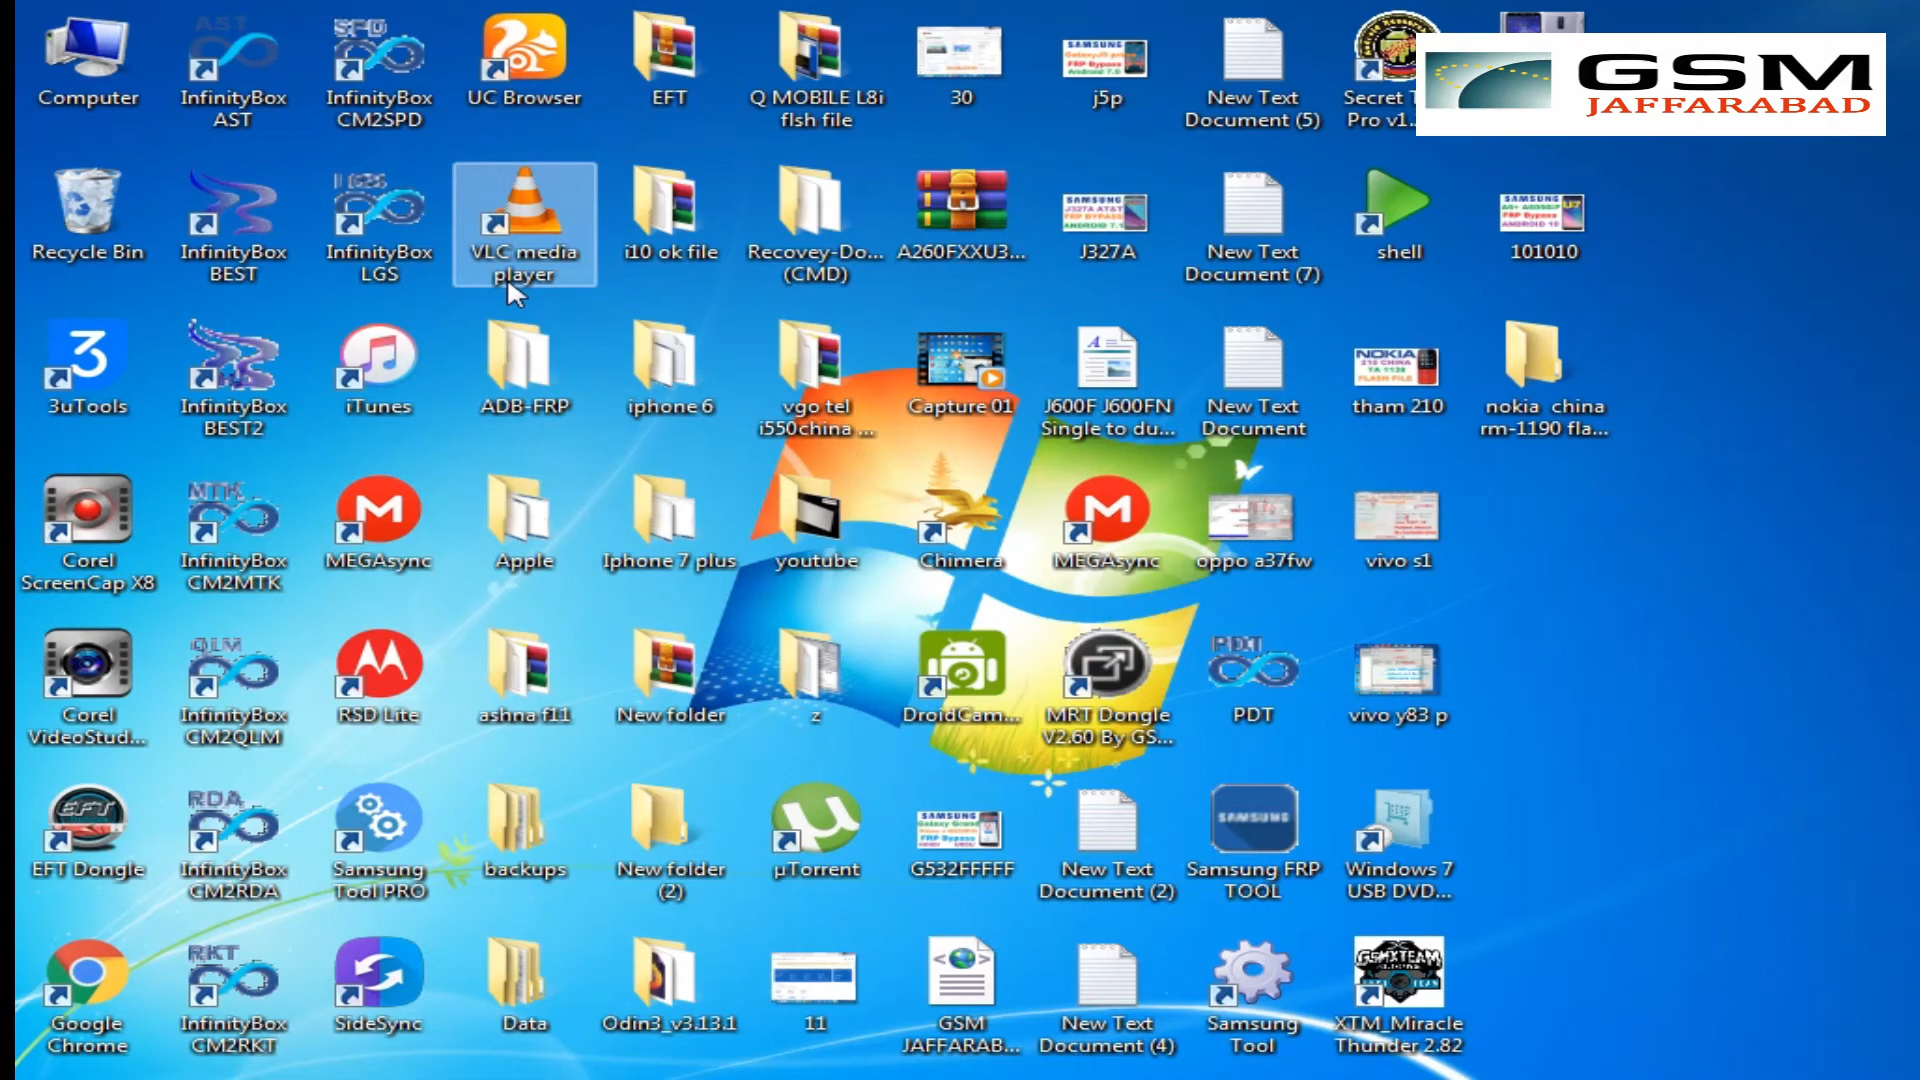 GSM
JAFFARABAD
Computer
InfinityBox
AST
InfinityBox
CM2SPD
UC Browser
EFT
Q MOBILE L8i
flsh file
30
j5p
New Text
Document (5)
Recycle Bin
InfinityBox
BEST
InfinityBox
LGS
VLC media
player
i10 ok file
Recovey-Do...
(CMD)
A260FXXU3...
J327A
New Text
Document (7)
shell
101010
3uTools
InfinityBox
BEST2
iTunes
ADB-FRP
iphone 6
vgo tel
i550china ...
Capture 01
J600F J600FN
Single to du...
New Text
Document
tham 210
nokia china
rm-1190 fla...
Corel
ScreenCap X8
InfinityBox
CM2MTK
MEGAsync
Apple
Iphone 7 plus
youtube
Chimera
MEGAsync
oppo a37fw
vivo s1
Corel
VideoStud...
InfinityBox
CM2QLM
RSD Lite
ashna f11
New folder
z
DroidCam...
MRT Dongle
V2.60 By GS...
PDT
vivo y83 p
EFT Dongle
InfinityBox
CM2RDA
Samsung
Tool PRO
backups
New folder
(2)
µTorrent
G532FFFFF
New Text
Document (2)
Samsung FRP
TOOL
Windows 7
USB DVD...
Google
Chrome
InfinityBox
CM2RKT
SideSync
Data
Odin3_v3.13.1
11
GSM
JAFFARAB...
New Text
Document (4)
Samsung
Tool
XTM_Miracle
Thunder 2.82